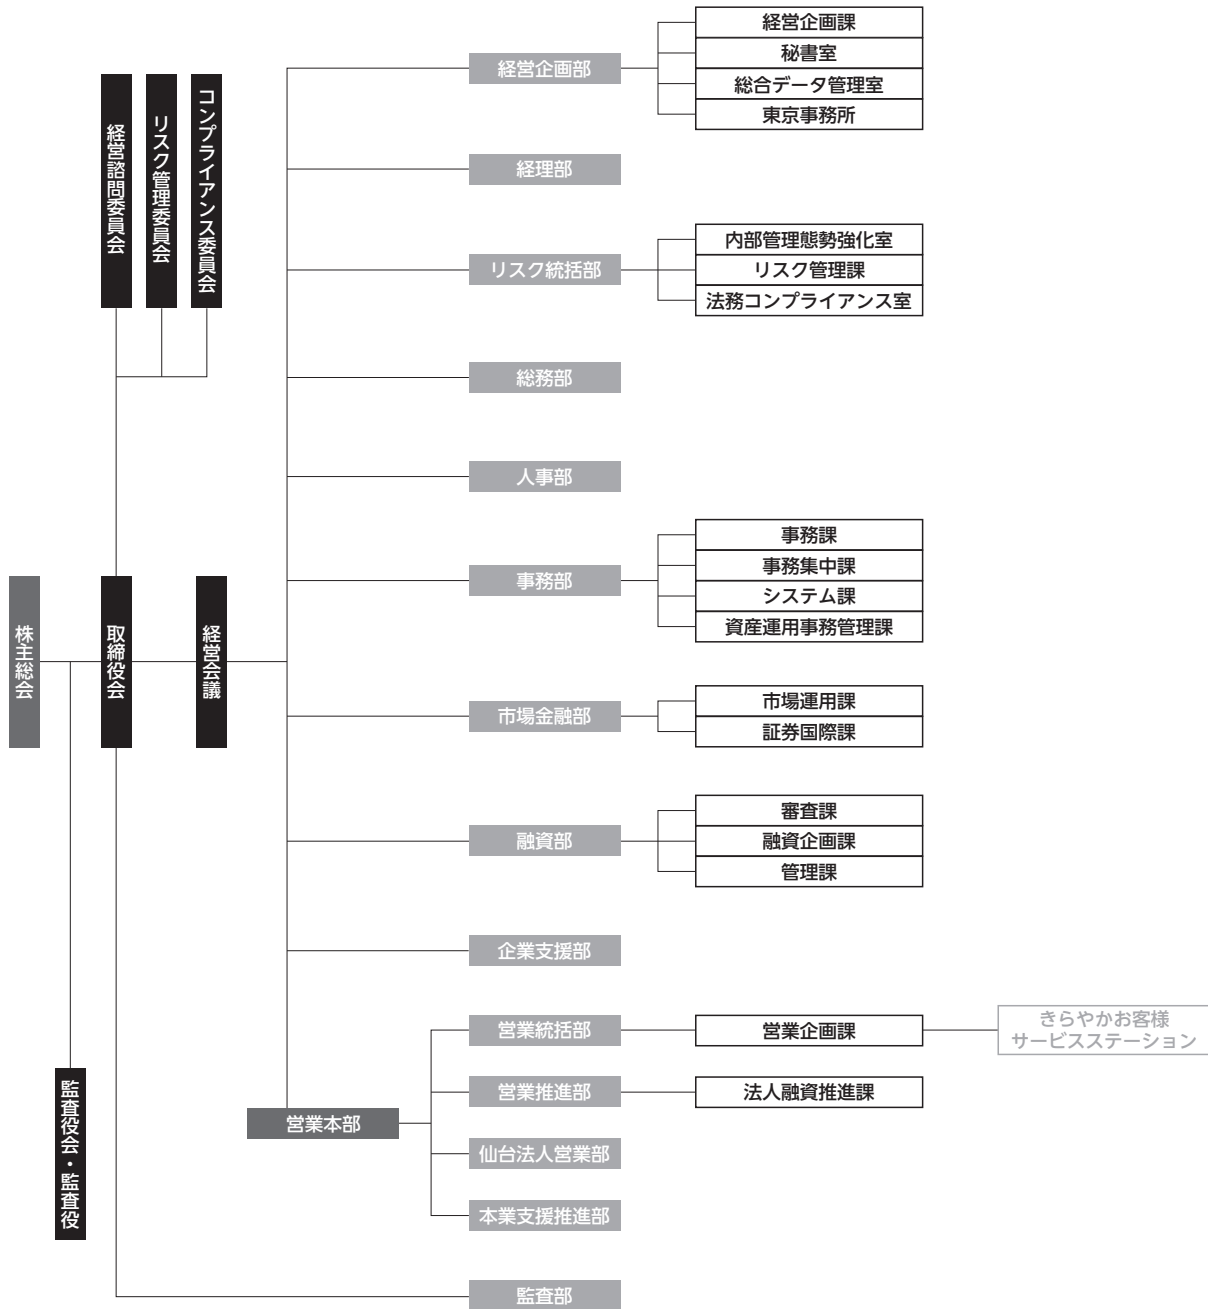 株主総会
取締役会
経営会議
経営諮問委員会
リスク管理委員会
コンプライアンス委員会
監査役会・監査役
経営企画部
経営企画課
秘書室
総合データ管理室
東京事務所
経理部
リスク統括部
内部管理態勢強化室
リスク管理課
法務コンプライアンス室
総務部
人事部
事務部
事務課
事務集中課
システム課
資産運用事務管理課
市場金融部
市場運用課
証券国際課
融資部
審査課
融資企画課
管理課
企業支援部
営業本部
営業統括部
営業企画課
きらやかお客様
サービスステーション
営業推進部
法人融資推進課
仙台法人営業部
本業支援推進部
監査部